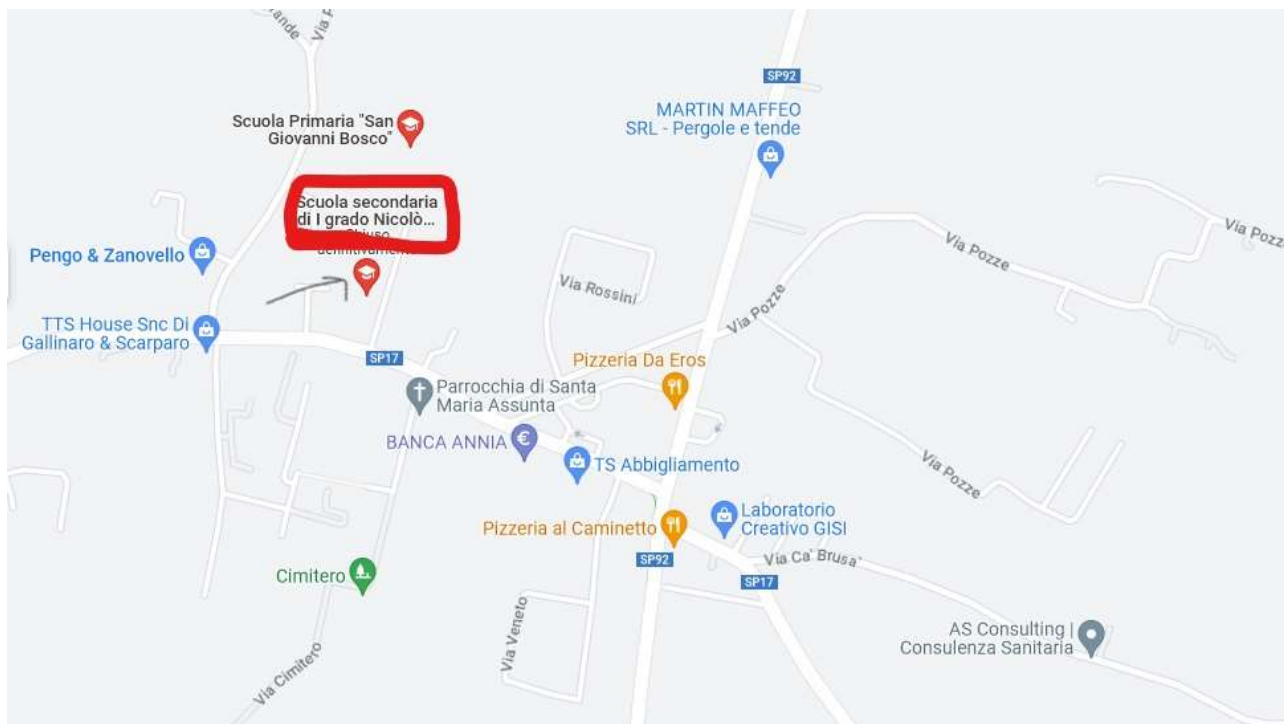 Via P
SP92
MARTIN MAFFEO
SRL - Pergole e tende
Scuola Primaria "San
Giovanni Bosco"
Scuola secondaria
di I grado Nicolò...
Chiuso
definitivamente
Pengo & Zanovello
Via Pozze
Via Pozze
Via Rossini
Via Pozze
TTS House Snc Di
Gallinaro & Scarparo
SP17
Pizzeria Da Eros
Parrocchia di Santa
Maria Assunta
BANCA ANNIA
TS Abbigliamento
Via Pozze
Laboratorio
Creativo GISI
Pizzeria al Caminetto
SP92
Via Ca' Brusa'
SP17
Cimitero
Via Veneto
AS Consulting |
Consulenza Sanitaria
Via Cimitero